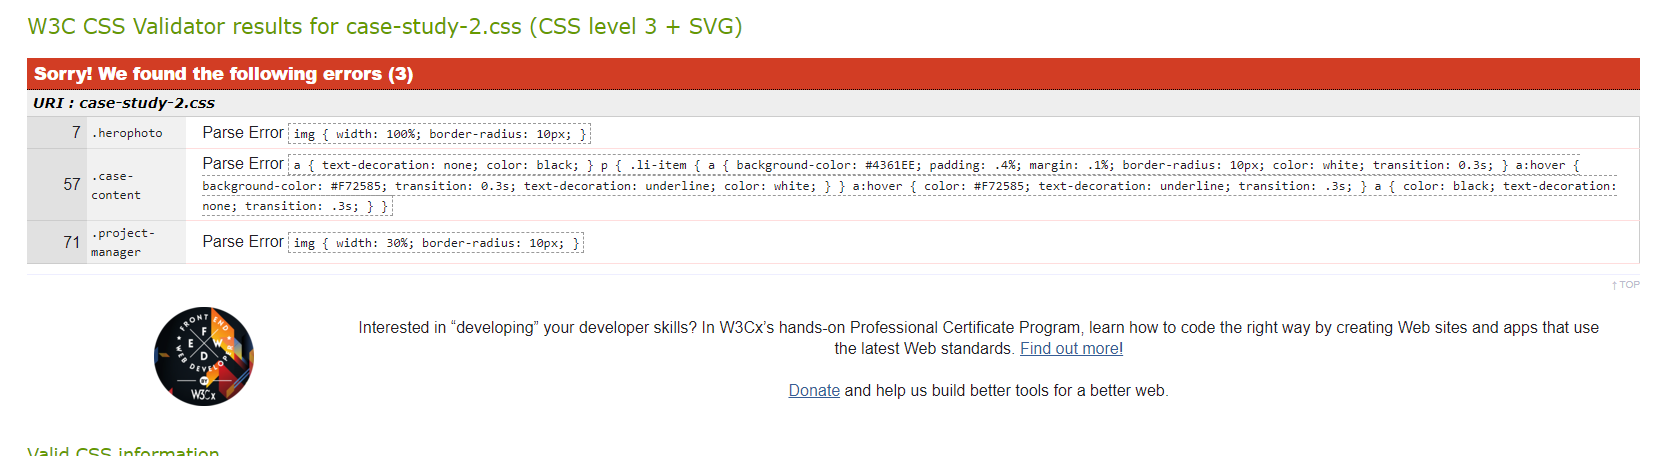 W3C CSS Validator results for case-study-2.css (CSS level 3 + SVG)
Sorry! We found the following errors (3)
URI : case-study-2.css
7 .herophoto Parse Error img { width: 100%; border-radius: 10px; }
57 .case-content Parse Error a { text-decoration: none; color: black; } p { .li-item { a { background-color: #4361EE; padding: .4%; margin: .1%; border-radius: 10px; color: white; transition: 0.3s; } a:hover {
background-color: #F72585; transition: 0.3s; text-decoration: underline; color: white; } } a:hover { color: #F72585; text-decoration: underline; transition: .3s; } a { color: black; text-decoration:
none; transition: .3s; } }
71 .project-manager Parse Error img { width: 30%; border-radius: 10px; }
↑ TOP
FRONT END
F
E W
D
★ WEB DEVELOPER
BY
W3Cx
Interested in “developing” your developer skills? In W3Cx’s hands-on Professional Certificate Program, learn how to code the right way by creating Web sites and apps that use
the latest Web standards. Find out more!
Donate and help us build better tools for a better web.
Valid CSS information